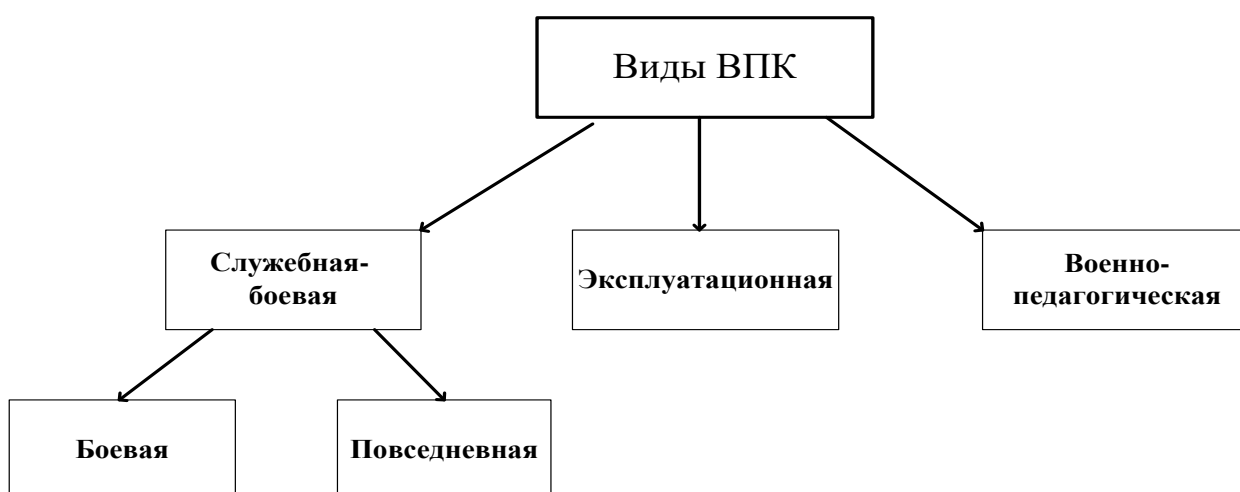 Виды ВПК
Служебная-
боевая
Эксплуатационная
Военно-
педагогическая
Боевая
Повседневная